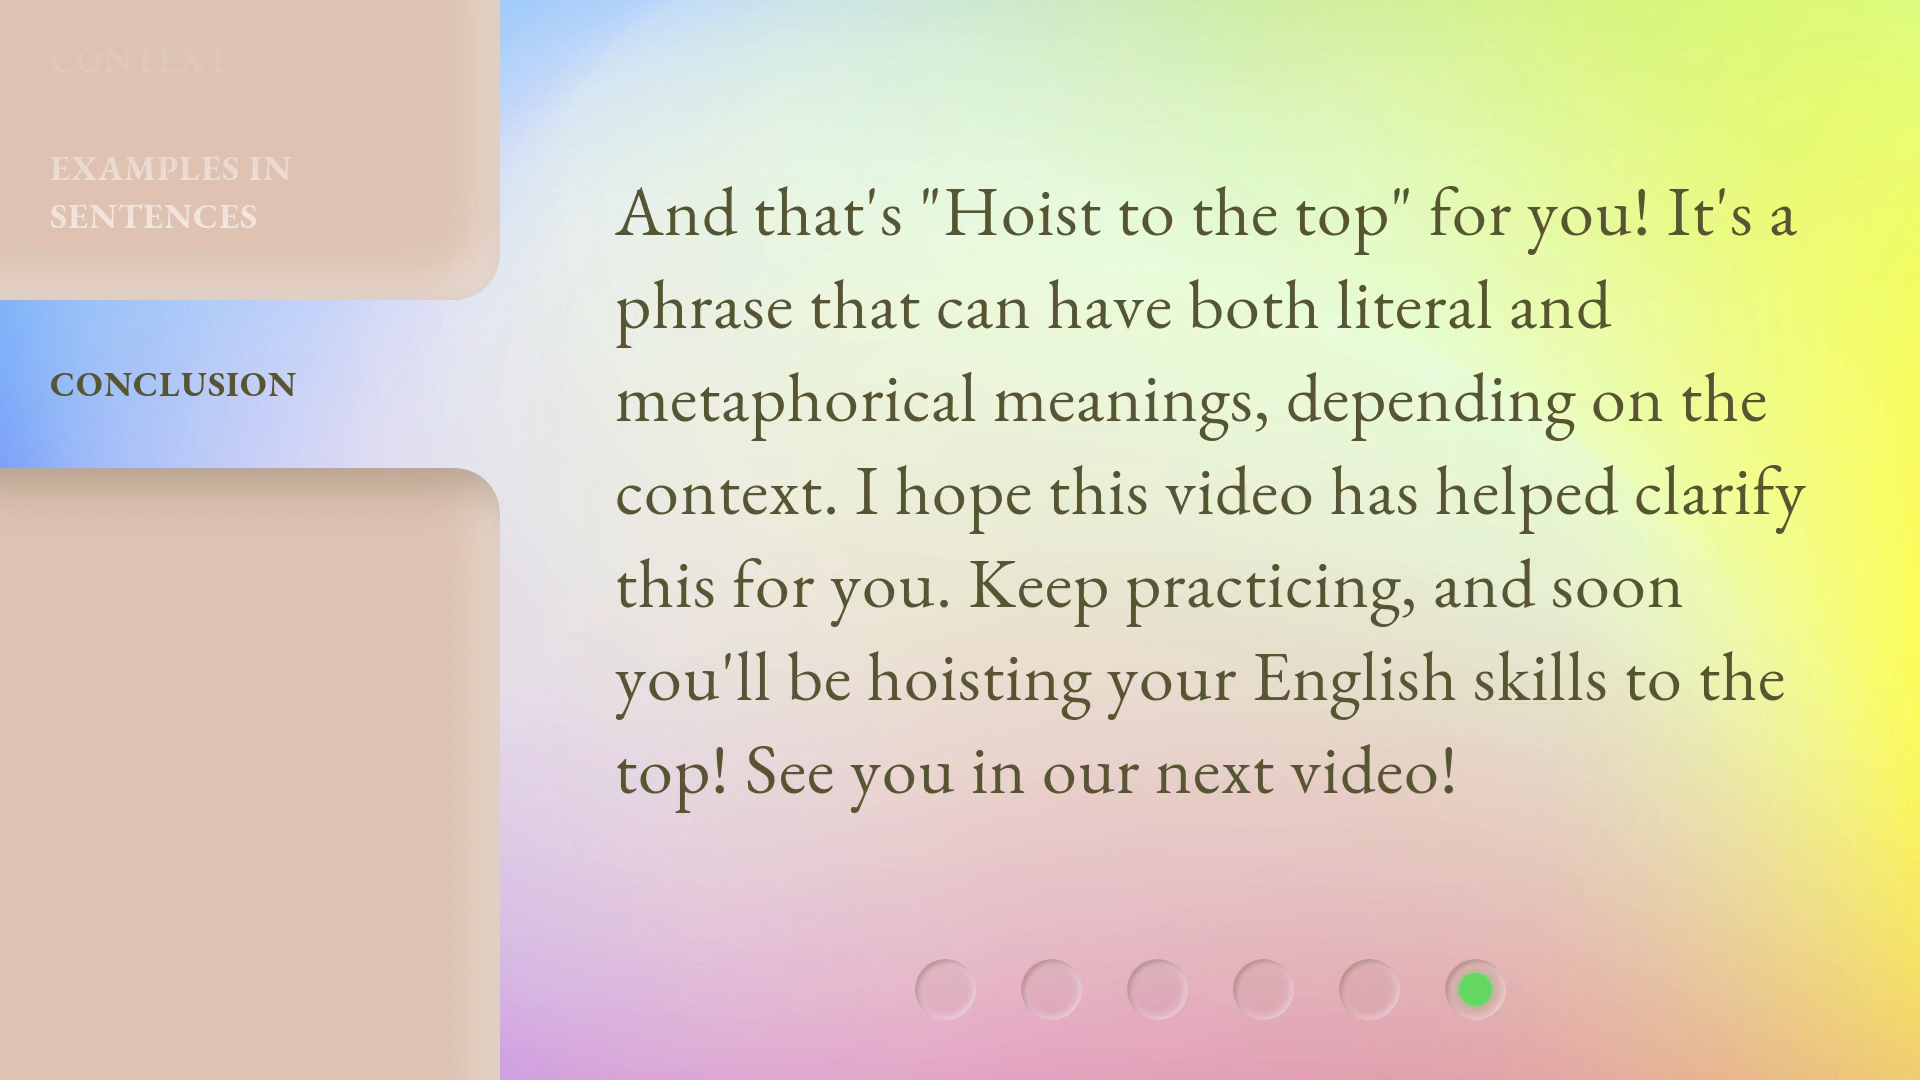 CONTEXT
EXAMPLES IN
SENTENCES
CONCLUSION
And that's "Hoist to the top" for you! It's a
phrase that can have both literal and
metaphorical meanings, depending on the
context. I hope this video has helped clarify
this for you. Keep practicing, and soon
you'll be hoisting your English skills to the
top! See you in our next video!